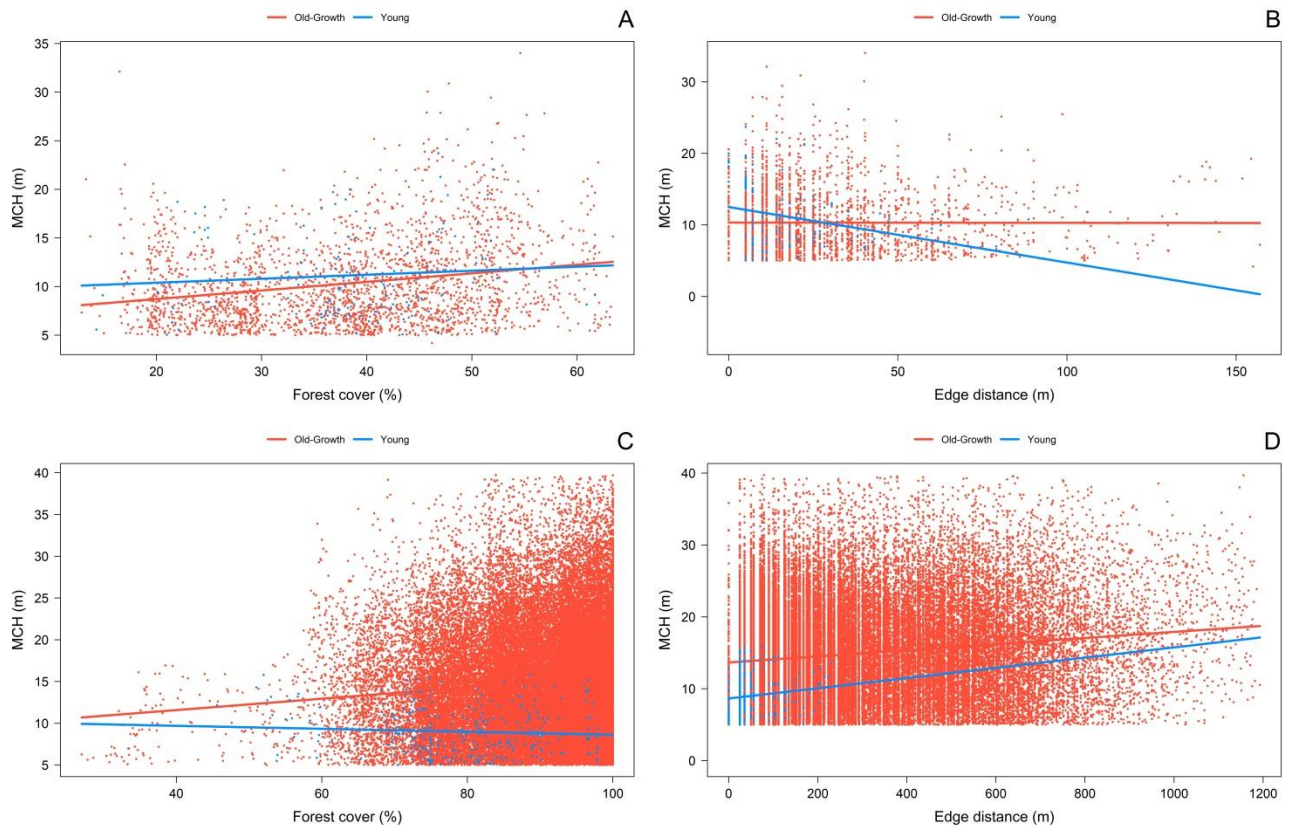 Old-Growth Young
A
MCH (m)
35
30
25
20
15
10
5
20 30 40 50 60
Forest cover (%)
Old-Growth Young
B
MCH (m)
30
20
10
0
0 50 100 150
Edge distance (m)
Old-Growth Young
C
MCH (m)
40
35
30
25
20
15
10
5
40 60 80 100
Forest cover (%)
Old-Growth Young
D
MCH (m)
40
30
20
10
0
0 200 400 600 800 1000 1200
Edge distance (m)